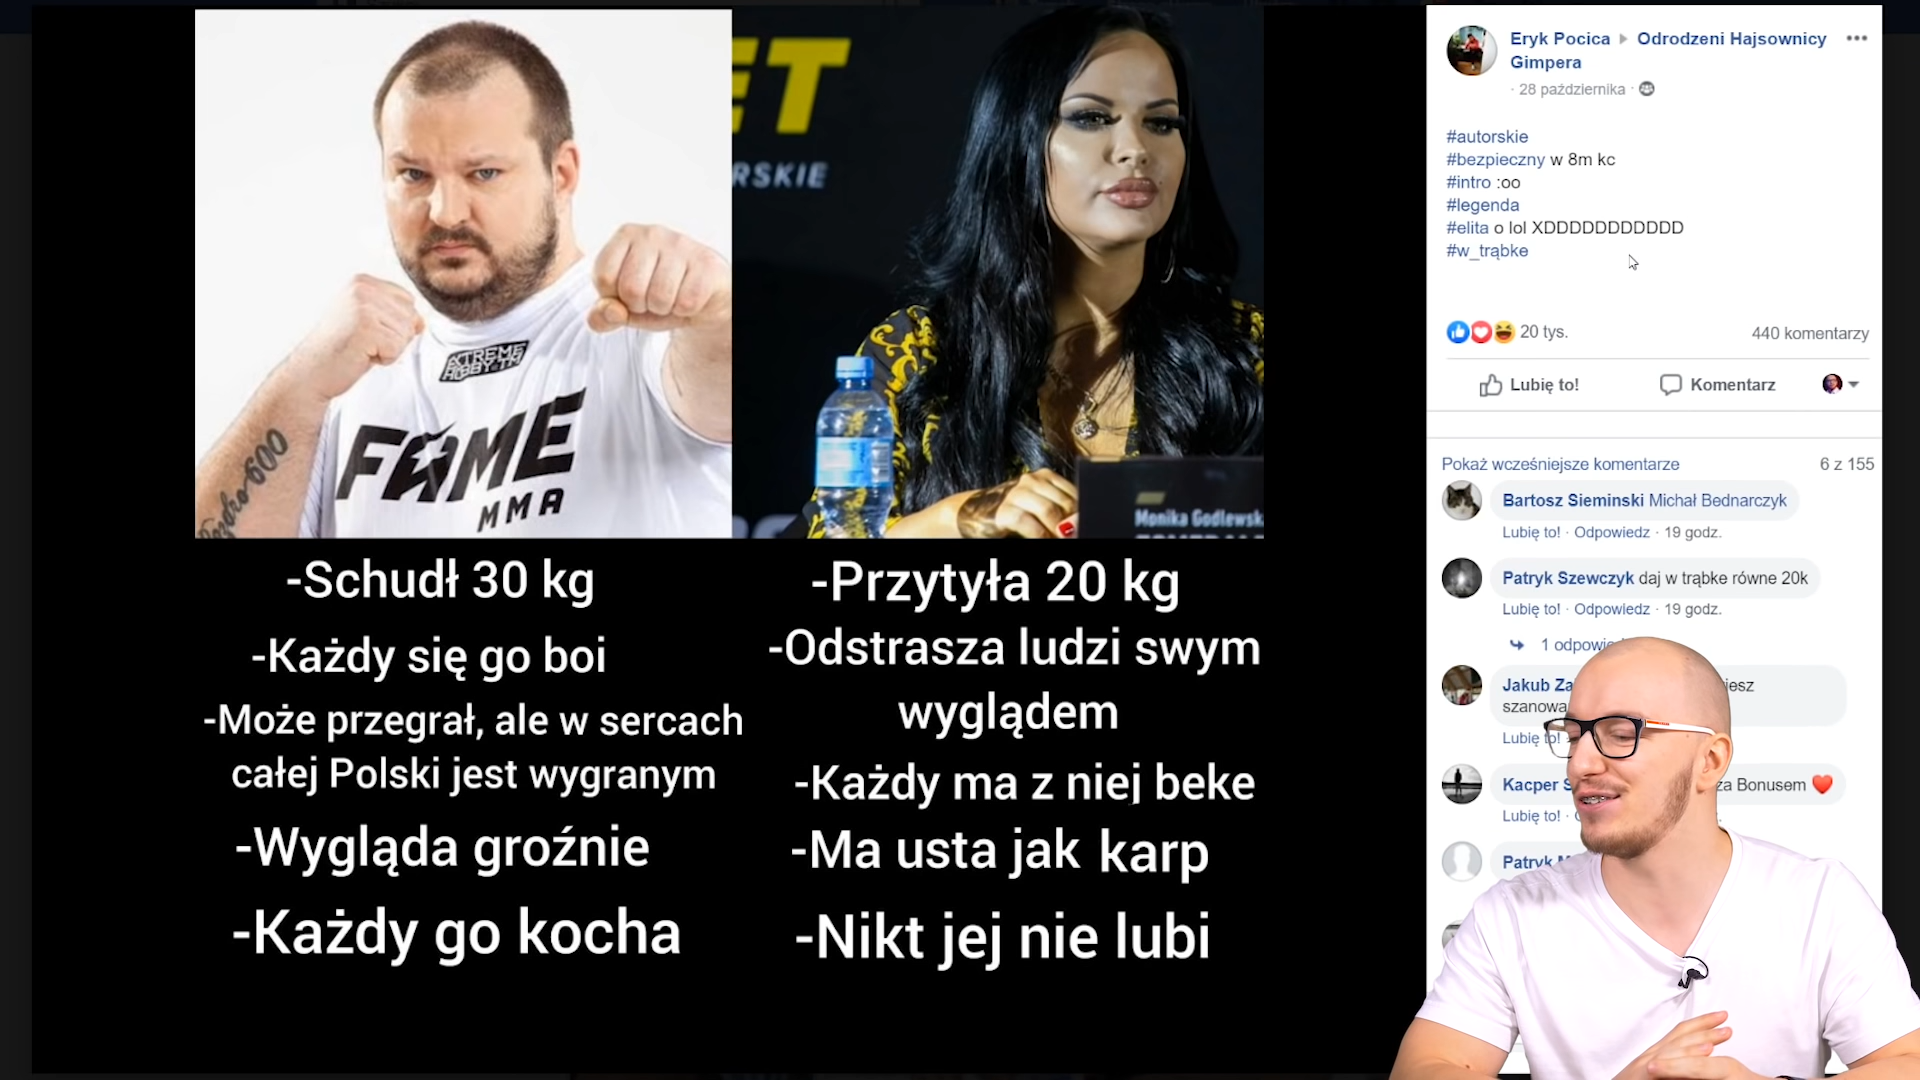 ET
RSKIE
XTREME
HOBBY
FAME
MMA
Monika Godlewsk
-Schudł 30 kg
-Każdy się go boi
-Może przegrał, ale w sercach
całej Polski jest wygranym
-Wygląda groźnie
-Każdy go kocha
-Przytyła 20 kg
-Odstrasza ludzi swym
wyglądem
-Każdy ma z niej beke
-Ma usta jak karp
-Nikt jej nie lubi
Eryk Pocica ▸ Odrodzeni Hajsownicy
Gimpera
· 28 października ·
#autorskie
#bezpieczny w 8m kc
#intro :oo
#legenda
#elita o lol XDDDDDDDDDDD
#w_trąbke
20 tys.
440 komentarzy
Lubię to!
Komentarz
Pokaż wcześniejsze komentarze
6 z 155
Bartosz Sieminski Michał Bednarczyk
Lubię to! · Odpowiedz · 19 godz.
Patryk Szewczyk daj w trąbke równe 20k
Lubię to! · Odpowiedz · 19 godz.
Jakub
Lubię to!
Kacper za Bonusem ❤
Lubię to! ·
Patryk